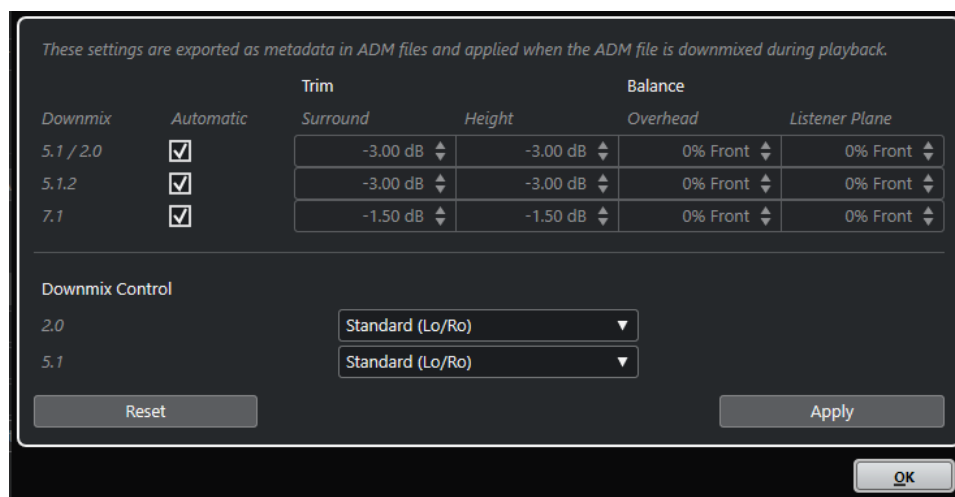 These settings are exported as metadata in ADM files and applied when the ADM file is downmixed during playback.
Trim Balance
Downmix Automatic Surround Height Overhead Listener Plane
5.1 / 2.0 -3.00 dB -3.00 dB 0% Front 0% Front
5.1.2 -3.00 dB -3.00 dB 0% Front 0% Front
7.1 -1.50 dB -1.50 dB 0% Front 0% Front
Downmix Control
2.0 Standard (Lo/Ro)
5.1 Standard (Lo/Ro)
Reset Apply
OK